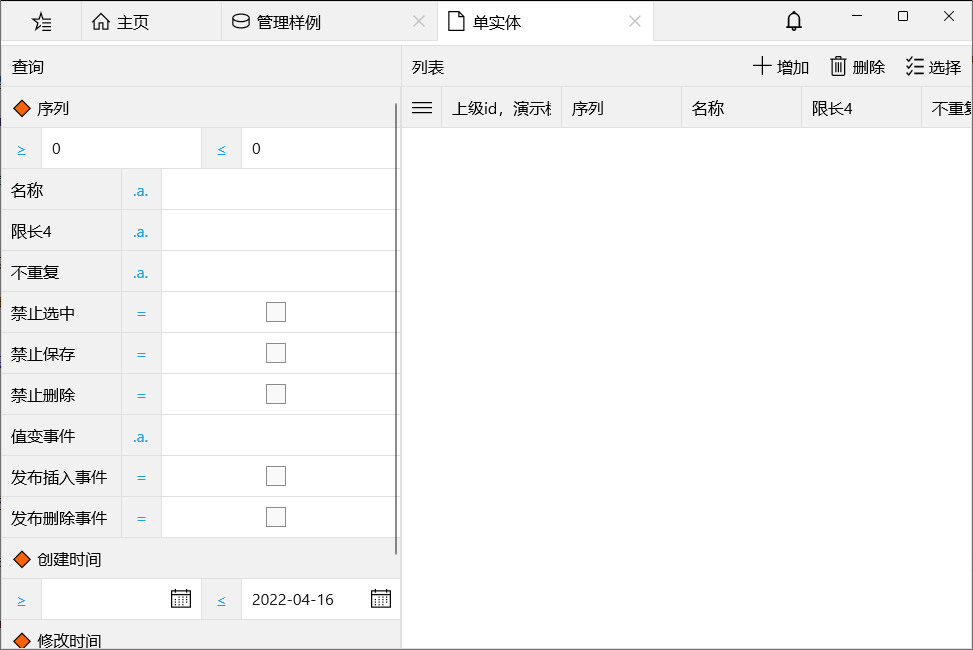 主页 管理样例 单实体
查询
列表 增加 删除 选择
序列
上级id，演示 序列 名称 限长4 不重
≥ 0 ≤ 0
名称 .a.
限长4 .a.
不重复 .a.
禁止选中 =
禁止保存 =
禁止删除 =
值变事件 .a.
发布插入事件 =
发布删除事件 =
创建时间
≥ ≤ 2022-04-16
修改时间